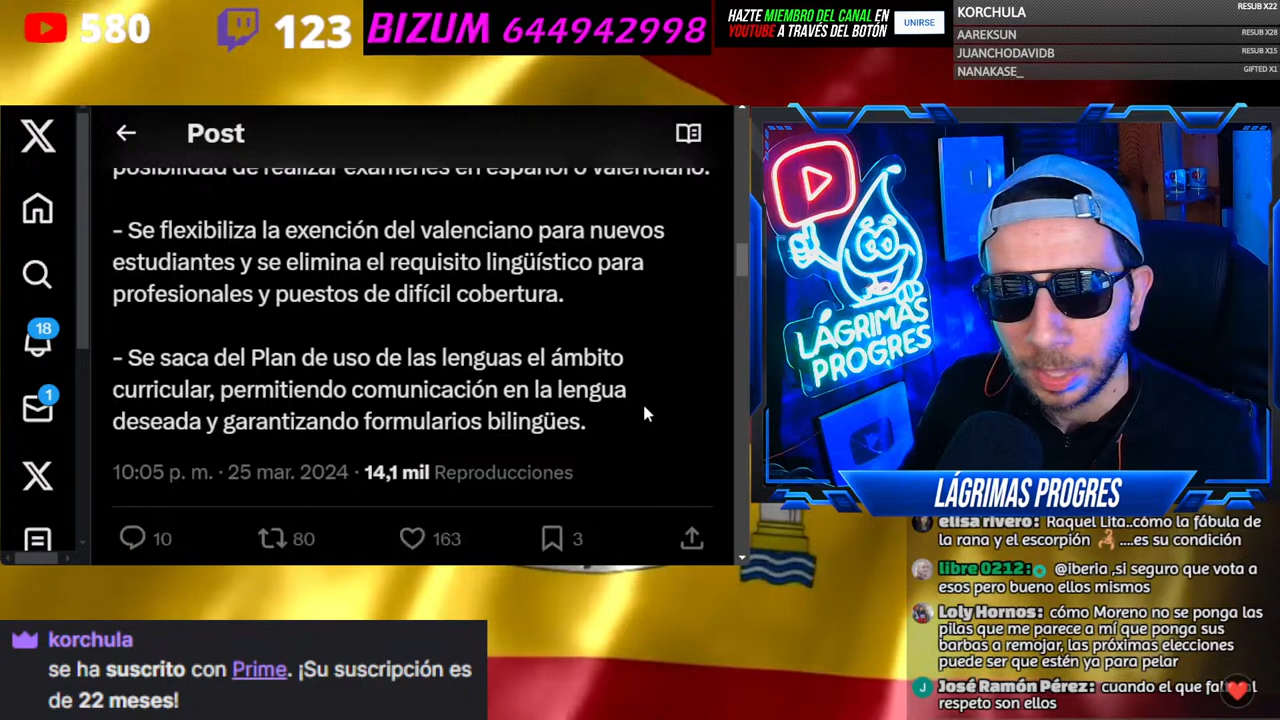 580
123
BIZUM 644942998
HAZTE MIEMBRO DEL CANAL EN
YOUTUBE A TRAVÉS DEL BOTÓN
UNIRSE
KORCHULA RESUB X22
AAREKSUN RESUB X28
JUANCHODAVIDB RESUB X15
NANAKASE_ GIFTED X1
Post
posibilidad de realizar exámenes en español o valenciano.
- Se flexibiliza la exención del valenciano para nuevos
estudiantes y se elimina el requisito lingüístico para
profesionales y puestos de difícil cobertura.
- Se saca del Plan de uso de las lenguas el ámbito
curricular, permitiendo comunicación en la lengua
deseada y garantizando formularios bilingües.
10:05 p. m. · 25 mar. 2024 · 14,1 mil Reproducciones
10 80 163 3
18
1
LÁGRIMAS
PROGRES
LÁGRIMAS PROGRES
elisa rivero: Raquel Lita..cómo la fábula de
la rana y el escorpión ....es su condición
libre 0212: @iberia ,si seguro que vota a
esos pero bueno ellos mismos
Loly Hornos: cómo Moreno no se ponga las
pilas que me parece a mí que ponga sus
barbas a remojar, las próximas elecciones
puede ser que estén ya para pelar
J José Ramón Pérez: cuando el que
respeto son ellos
korchula
se ha suscrito con Prime. ¡Su suscripción es
de 22 meses!